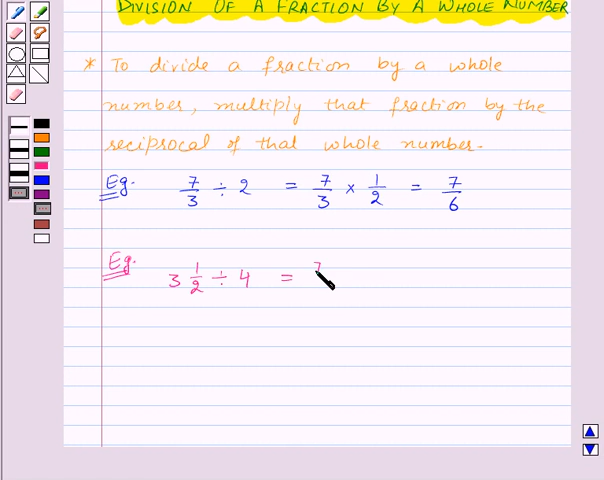 DIVISION OF A FRACTION BY A WHOLE NUMBER
* To divide a fraction by a whole
number, multiply that fraction by the
reciprocal of that whole number.
Eg. 7/3 ÷ 2 = 7/3 × 1/2 = 7/6
Eg. 3 1/2 ÷ 4 = 7